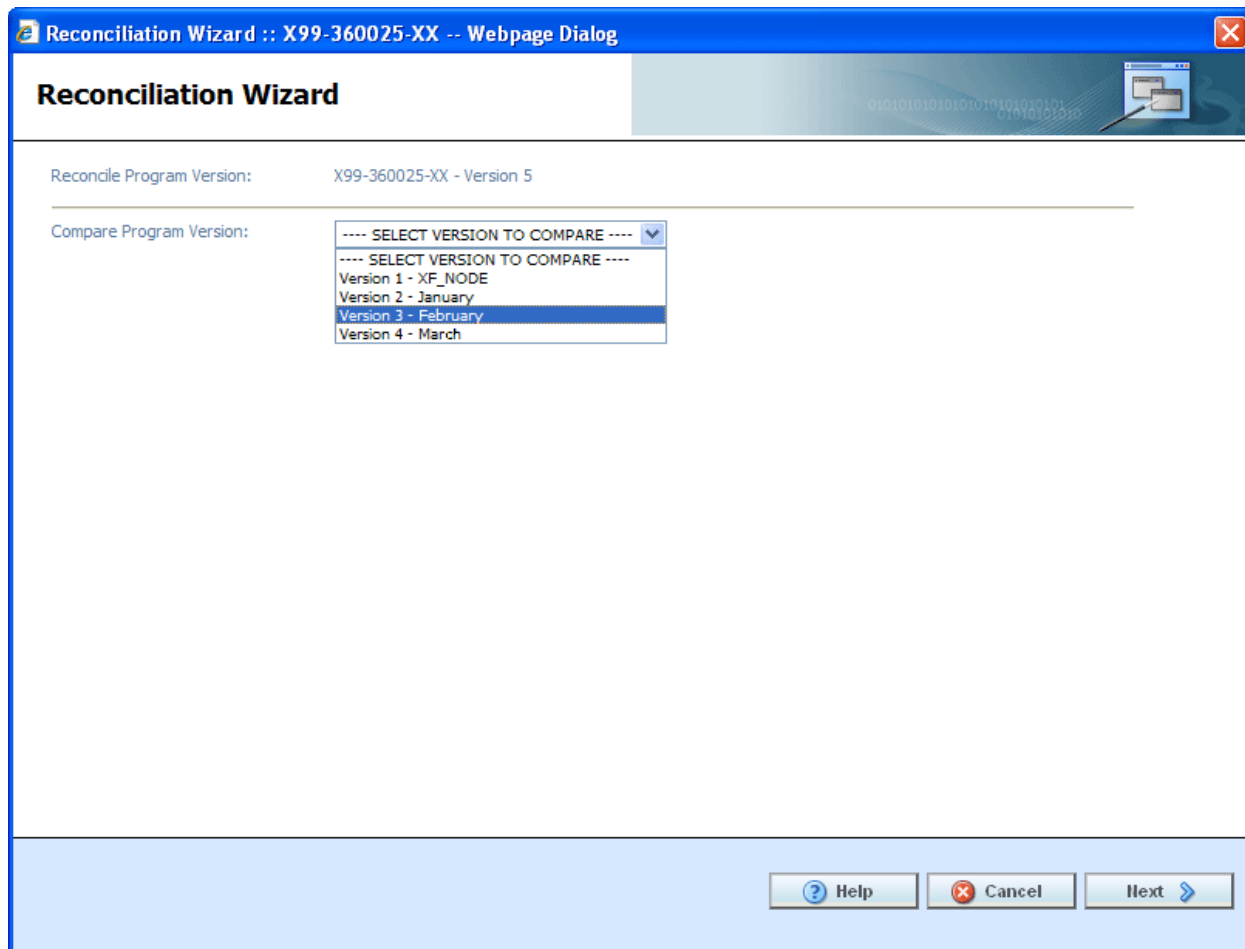 Reconciliation Wizard :: X99-360025-XX -- Webpage Dialog
Reconciliation Wizard
Reconcile Program Version: X99-360025-XX - Version 5
Compare Program Version: ---- SELECT VERSION TO COMPARE ----
---- SELECT VERSION TO COMPARE ----
Version 1 - XF_NODE
Version 2 - January
Version 3 - February
Version 4 - March
Help Cancel Next